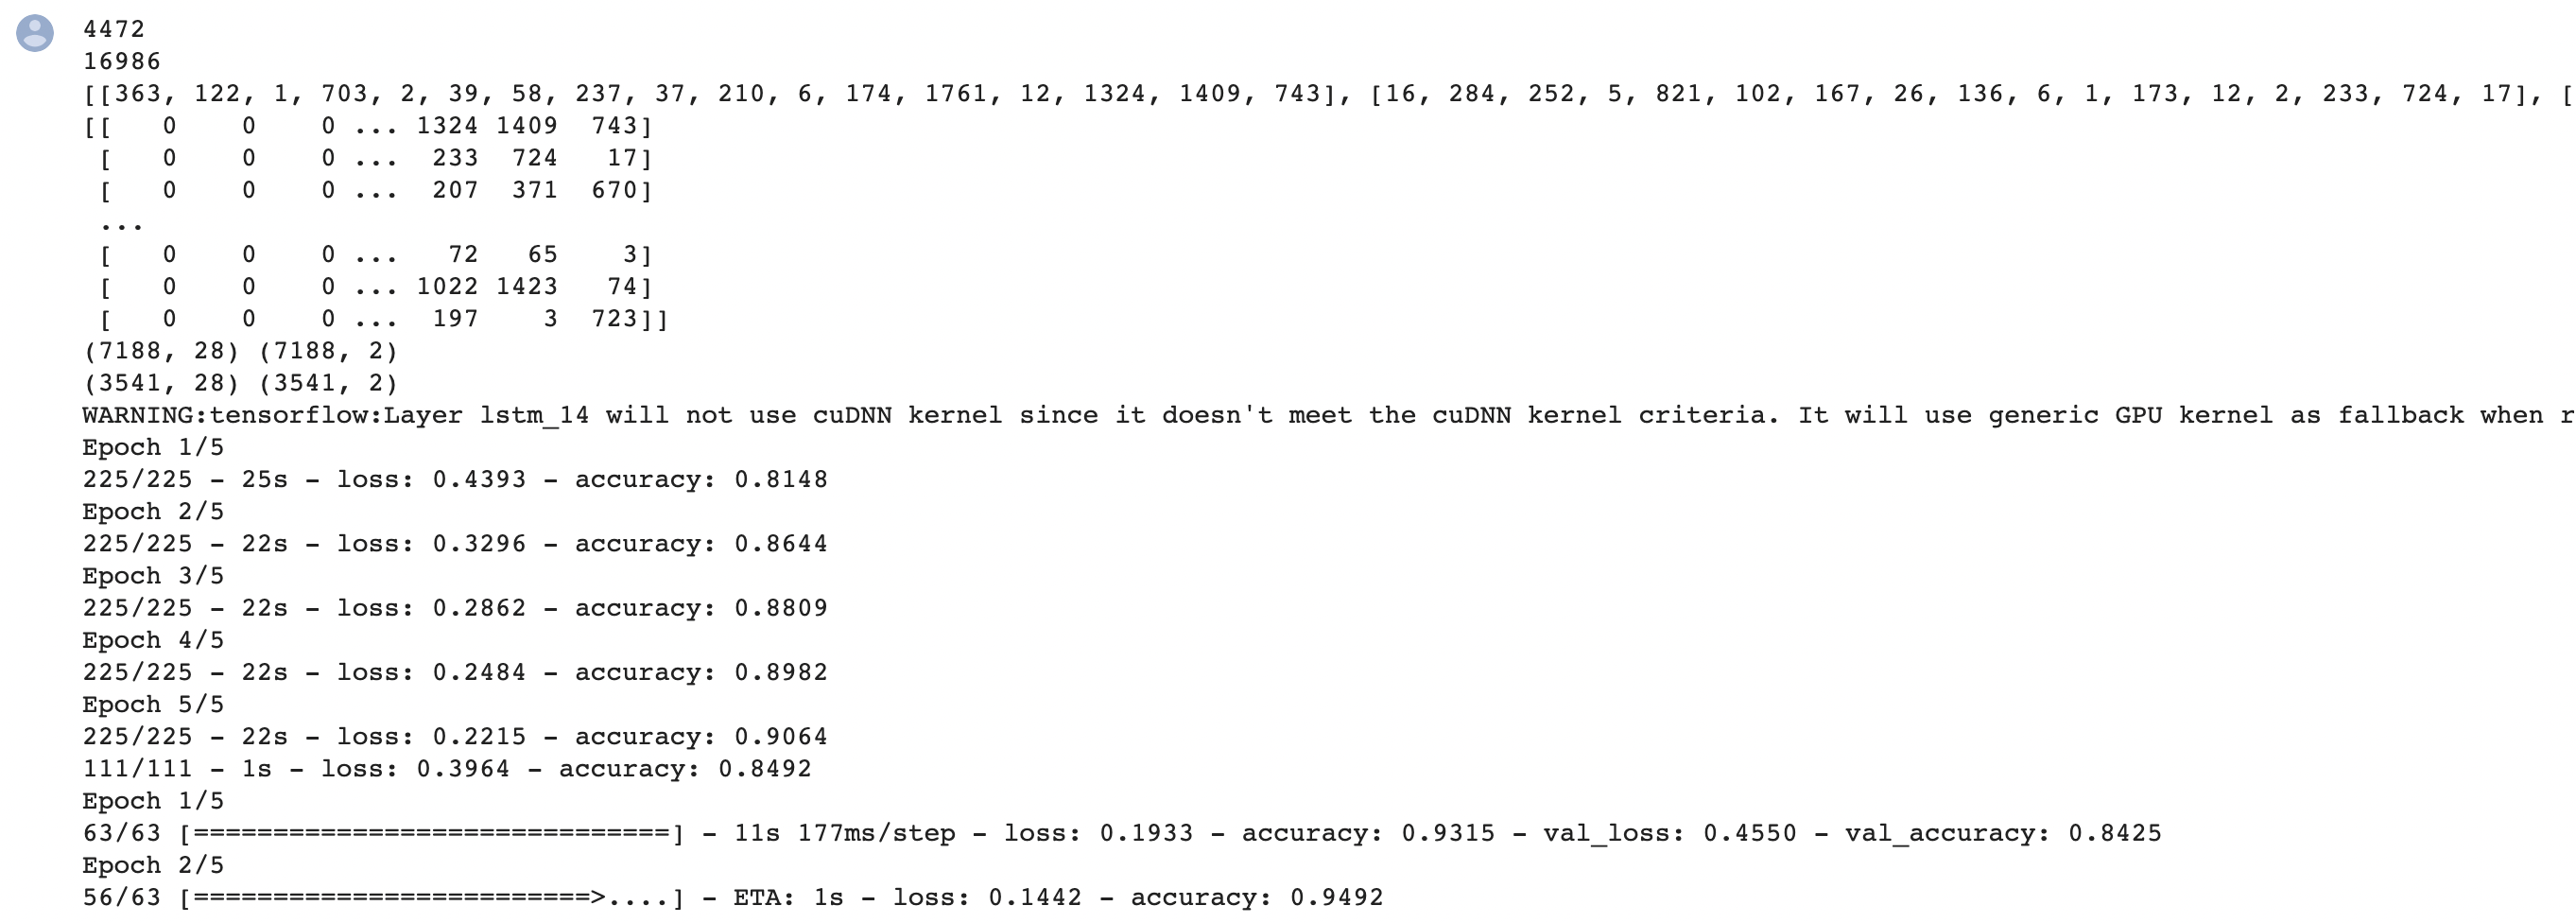 4472
16986
[[363, 122, 1, 703, 2, 39, 58, 237, 37, 210, 6, 174, 1761, 12, 1324, 1409, 743], [16, 284, 252, 5, 821, 102, 167, 26, 136, 6, 1, 173, 12, 2, 233, 724, 17], [
[[   0    0    0 ... 1324 1409  743]
 [   0    0    0 ...  233  724   17]
 [   0    0    0 ...  207  371  670]
 ...
 [   0    0    0 ...   72   65    3]
 [   0    0    0 ... 1022 1423   74]
 [   0    0    0 ...  197    3  723]]
(7188, 28) (7188, 2)
(3541, 28) (3541, 2)
WARNING:tensorflow:Layer lstm_14 will not use cuDNN kernel since it doesn't meet the cuDNN kernel criteria. It will use generic GPU kernel as fallback when r
Epoch 1/5
225/225 - 25s - loss: 0.4393 - accuracy: 0.8148
Epoch 2/5
225/225 - 22s - loss: 0.3296 - accuracy: 0.8644
Epoch 3/5
225/225 - 22s - loss: 0.2862 - accuracy: 0.8809
Epoch 4/5
225/225 - 22s - loss: 0.2484 - accuracy: 0.8982
Epoch 5/5
225/225 - 22s - loss: 0.2215 - accuracy: 0.9064
111/111 - 1s - loss: 0.3964 - accuracy: 0.8492
Epoch 1/5
63/63 [==============================] - 11s 177ms/step - loss: 0.1933 - accuracy: 0.9315 - val_loss: 0.4550 - val_accuracy: 0.8425
Epoch 2/5
56/63 [=========================>....] - ETA: 1s - loss: 0.1442 - accuracy: 0.9492